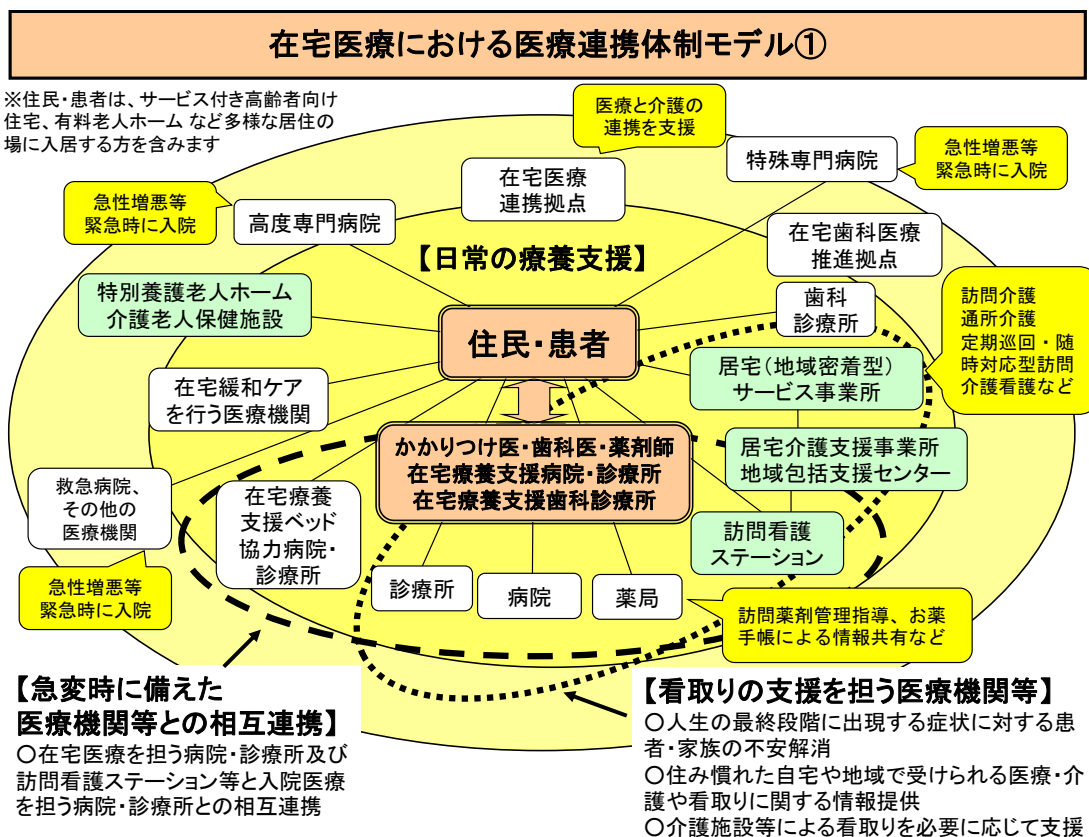 在宅医療における医療連携体制モデル①
※住民・患者は、サービス付き高齢者向け
住宅、有料老人ホーム など多様な居住の
場に入居する方を含みます
医療と介護の
連携を支援
特殊専門病院
急性増悪等
緊急時に入院
在宅医療
連携拠点
急性増悪等
緊急時に入院
高度専門病院
在宅歯科医療
推進拠点
【日常の療養支援】
特別養護老人ホーム
介護老人保健施設
歯科
診療所
訪問介護
通所介護
定期巡回・随
時対応型訪問
介護看護など
住民・患者
居宅(地域密着型)
サービス事業所
在宅緩和ケア
を行う医療機関
かかりつけ医・歯科医・薬剤師
在宅療養支援病院・診療所
在宅療養支援歯科診療所
居宅介護支援事業所
地域包括支援センター
救急病院、
その他の
医療機関
在宅療養
支援ベッド
協力病院・
診療所
訪問看護
ステーション
急性増悪等
緊急時に入院
診療所
病院
薬局
訪問薬剤管理指導、お薬
手帳による情報共有など
【急変時に備えた
医療機関等との相互連携】
○在宅医療を担う病院・診療所及び
訪問看護ステーション等と入院医療
を担う病院・診療所との相互連携
【看取りの支援を担う医療機関等】
○人生の最終段階に出現する症状に対する患
者・家族の不安解消
○住み慣れた自宅や地域で受けられる医療・介
護や看取りに関する情報提供
○介護施設等による看取りを必要に応じて支援